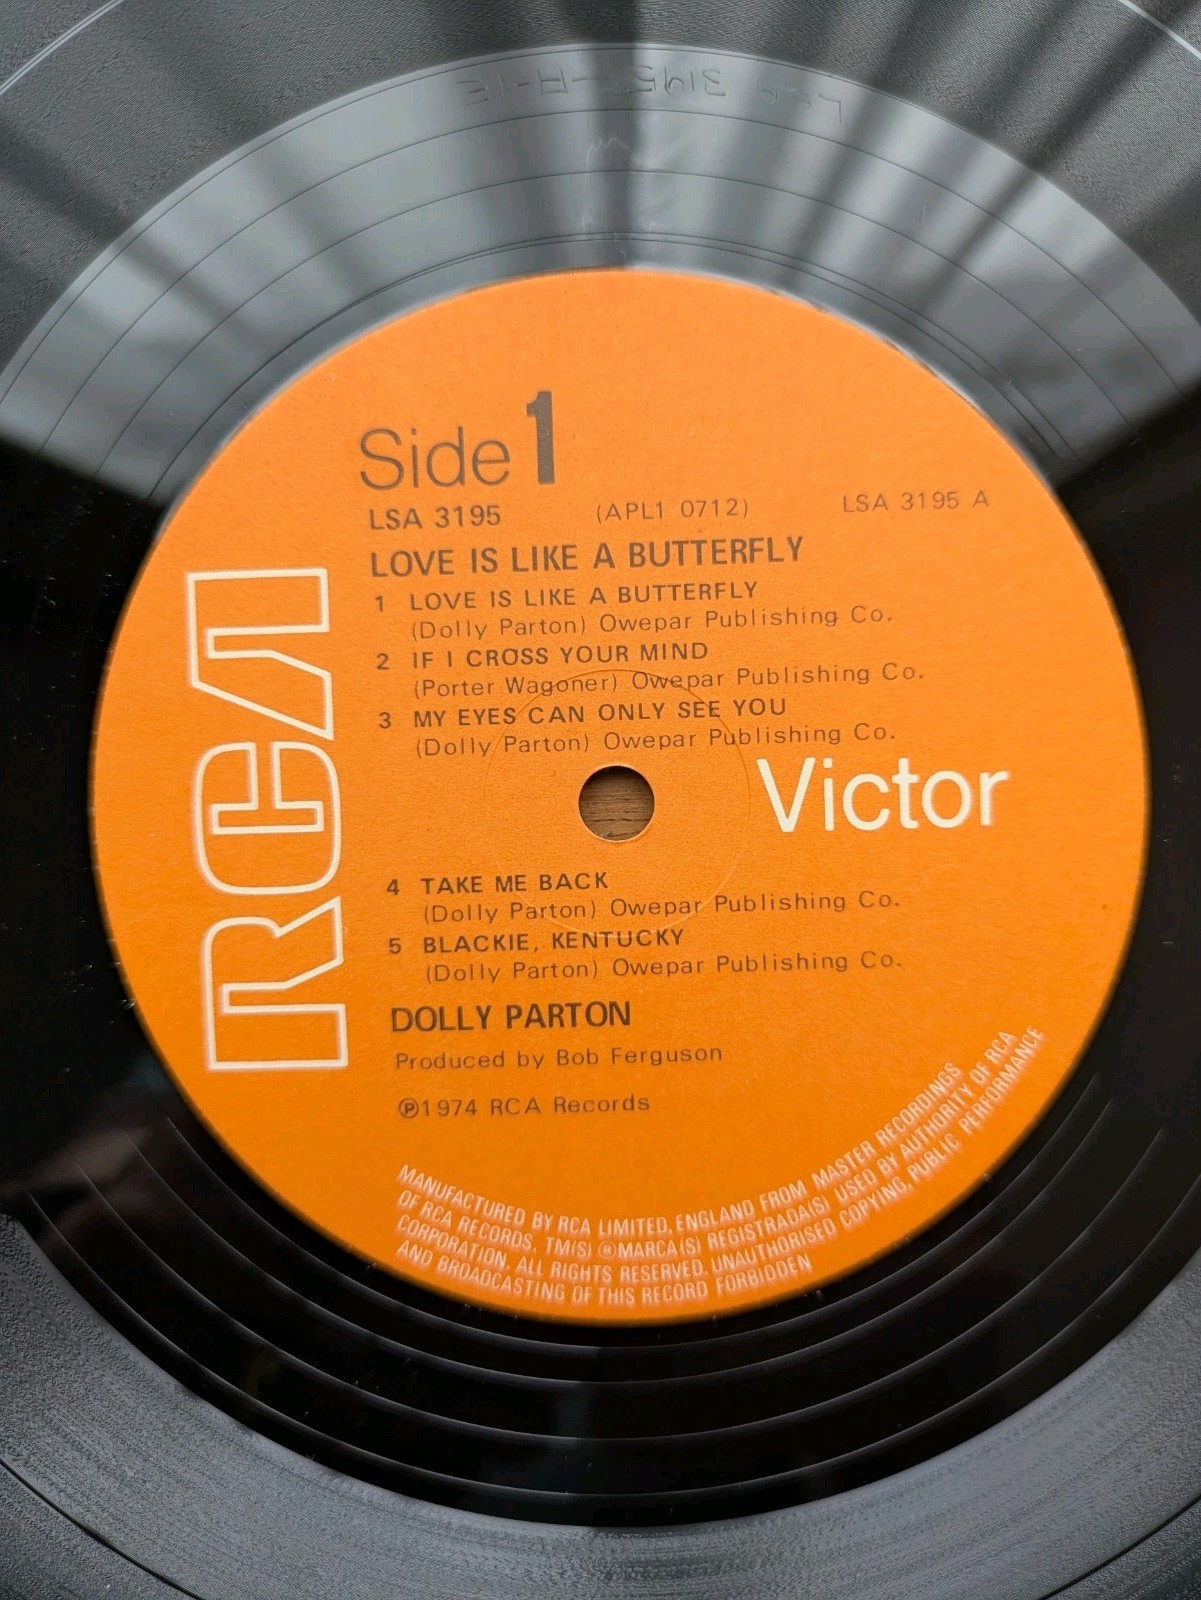 LSA 3195-A-1E
Side 1
LSA 3195 (APL1 0712) LSA 3195 A
LOVE IS LIKE A BUTTERFLY
1 LOVE IS LIKE A BUTTERFLY
(Dolly Parton) Owepar Publishing Co.
2 IF I CROSS YOUR MIND
(Porter Wagoner) Owepar Publishing Co.
3 MY EYES CAN ONLY SEE YOU
(Dolly Parton) Owepar Publishing Co.
RCA
Victor
4 TAKE ME BACK
(Dolly Parton) Owepar Publishing Co.
5 BLACKIE, KENTUCKY
(Dolly Parton) Owepar Publishing Co.
DOLLY PARTON
Produced by Bob Ferguson
℗1974 RCA Records
MANUFACTURED BY RCA LIMITED, ENGLAND FROM MASTER RECORDINGS
OF RCA RECORDS, TM(S) ® MARCA(S) REGISTRADA(S) USED BY AUTHORITY OF RCA
CORPORATION, ALL RIGHTS RESERVED, UNAUTHORISED COPYING, PUBLIC PERFORMANCE
AND BROADCASTING OF THIS RECORD FORBIDDEN